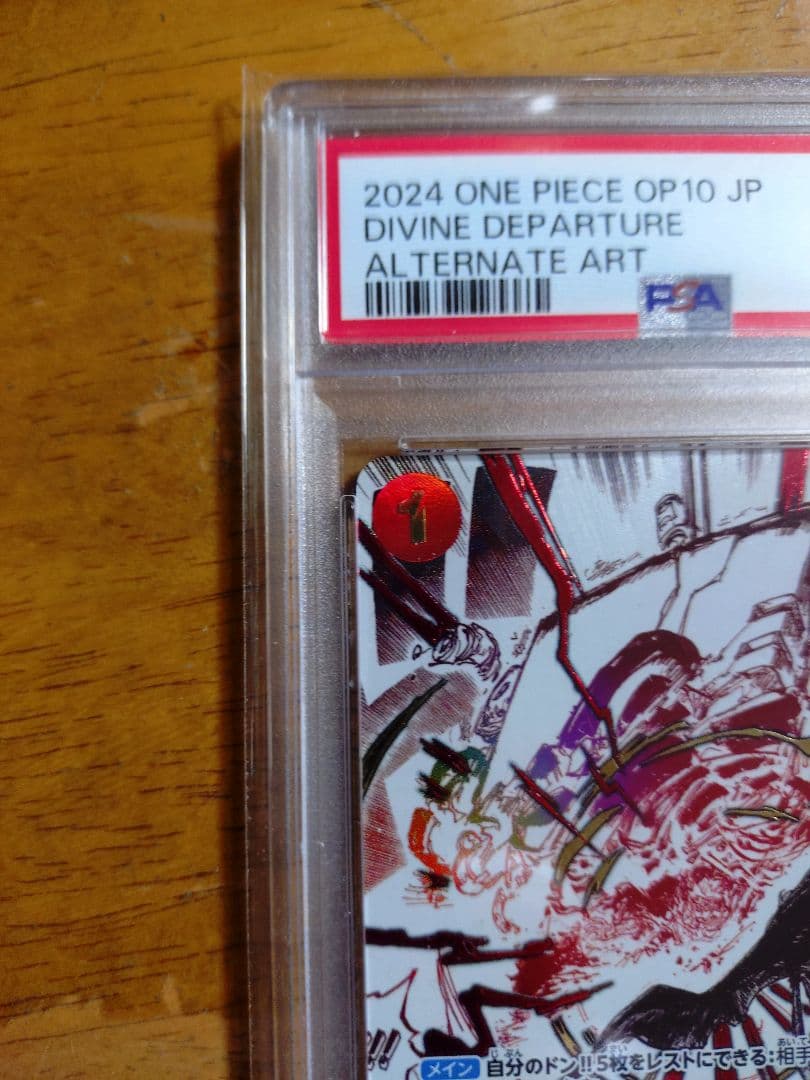 2024 ONE PIECE OP10 JP
DIVINE DEPARTURE
ALTERNATE ART
PSA
1
!!
メイン 自分のドン!!5枚をレストにできる:相手